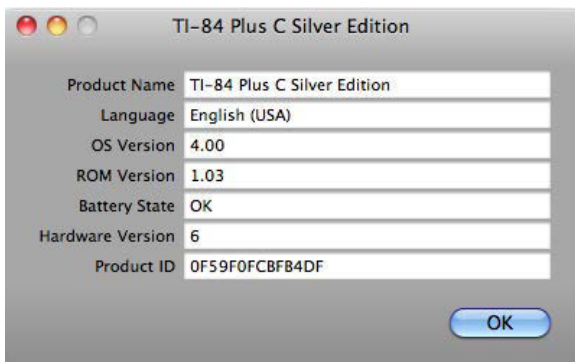 TI-84 Plus C Silver Edition
Product Name TI-84 Plus C Silver Edition
Language English (USA)
OS Version 4.00
ROM Version 1.03
Battery State OK
Hardware Version 6
Product ID 0F59F0FCBFB4DF
OK